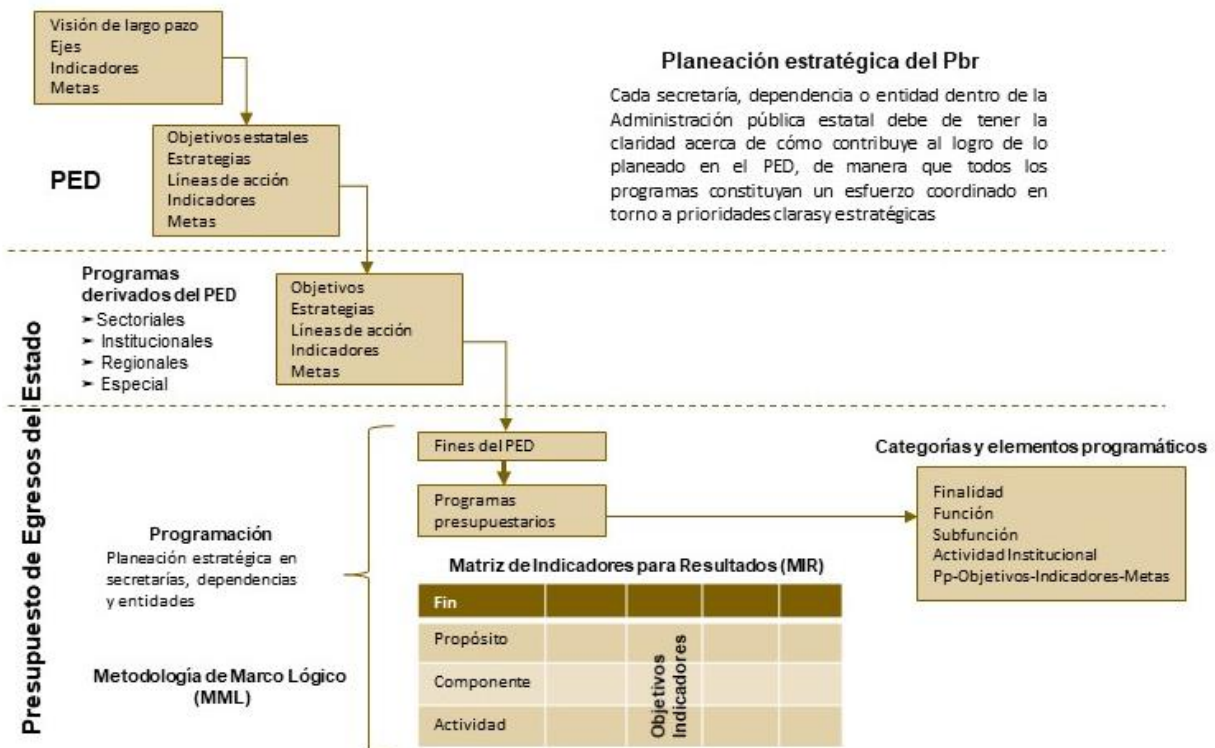 Visión de largo pazo
Ejes
Indicadores
Metas
Planeación estratégica del Pbr
Cada secretaría, dependencia o entidad dentro de la
Administración pública estatal debe de tener la
claridad acerca de cómo contribuye al logro de lo
planeado en el PED, de manera que todos los
programas constituyan un esfuerzo coordinado en
torno a prioridades clarasy estratégicas
PED
Objetivos estatales
Estrategias
Líneas de acción
Indicadores
Metas
Presupuesto de Egresos del Estado
Programas
derivados del PED
➤ Sectoriales
➤ Institucionales
➤ Regionales
➤ Especial
Objetivos
Estrategias
Líneas de acción
Indicadores
Metas
Fines del PED
Programas
presupuestarios
Categorías y elementos programáticos
Finalidad
Función
Subfunción
Actividad Institucional
Pp-Objetivos-Indicadores-Metas
Programación
Planeación estratégica en
secretarías, dependencias
y entidades
Metodología de Marco Lógico
(MML)
Matriz de Indicadores para Resultados (MIR)
Fin
Propósito
Componente
Actividad
Objetivos
Indicadores